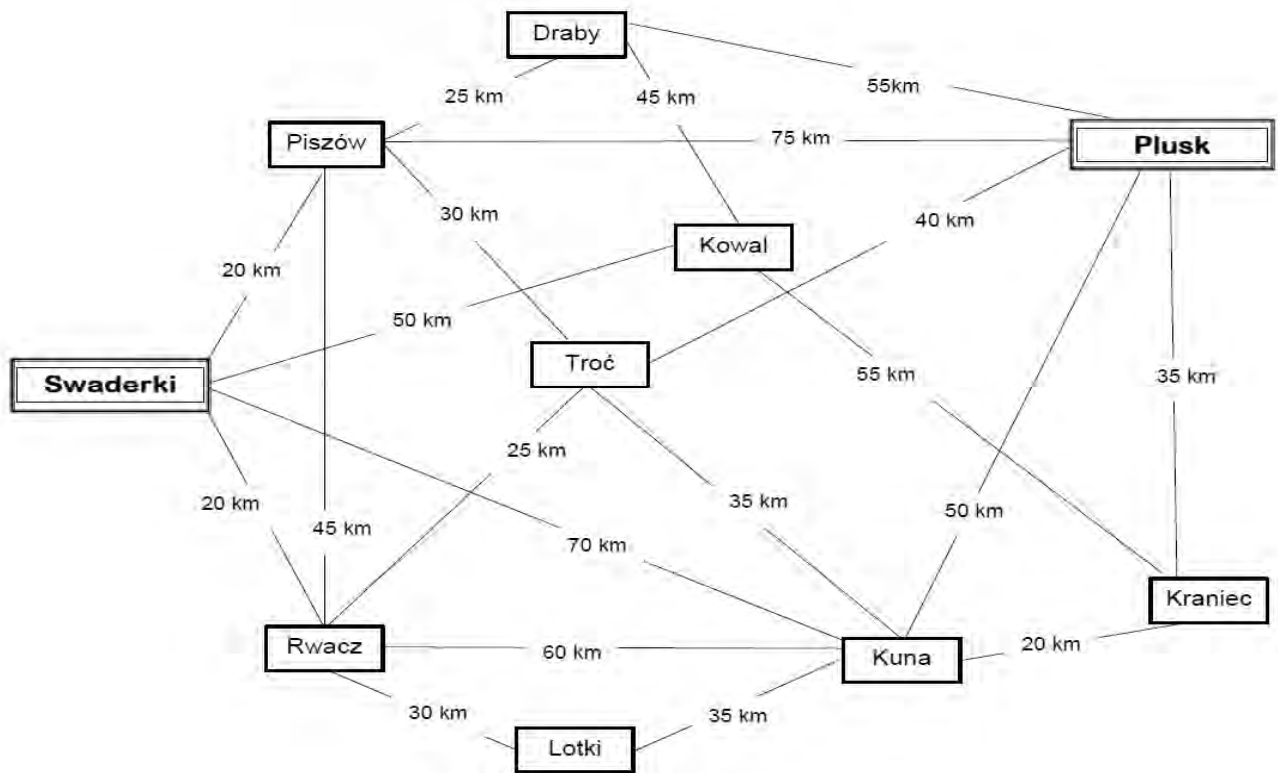 Draby
55km
25 km
45 km
Piszów
75 km
Plusk
30 km
40 km
Kowal
20 km
50 km
Troć
Swaderki
55 km
35 km
25 km
20 km
45 km
35 km
50 km
70 km
Kraniec
Rwacz
60 km
Kuna
20 km
30 km
35 km
Lotki